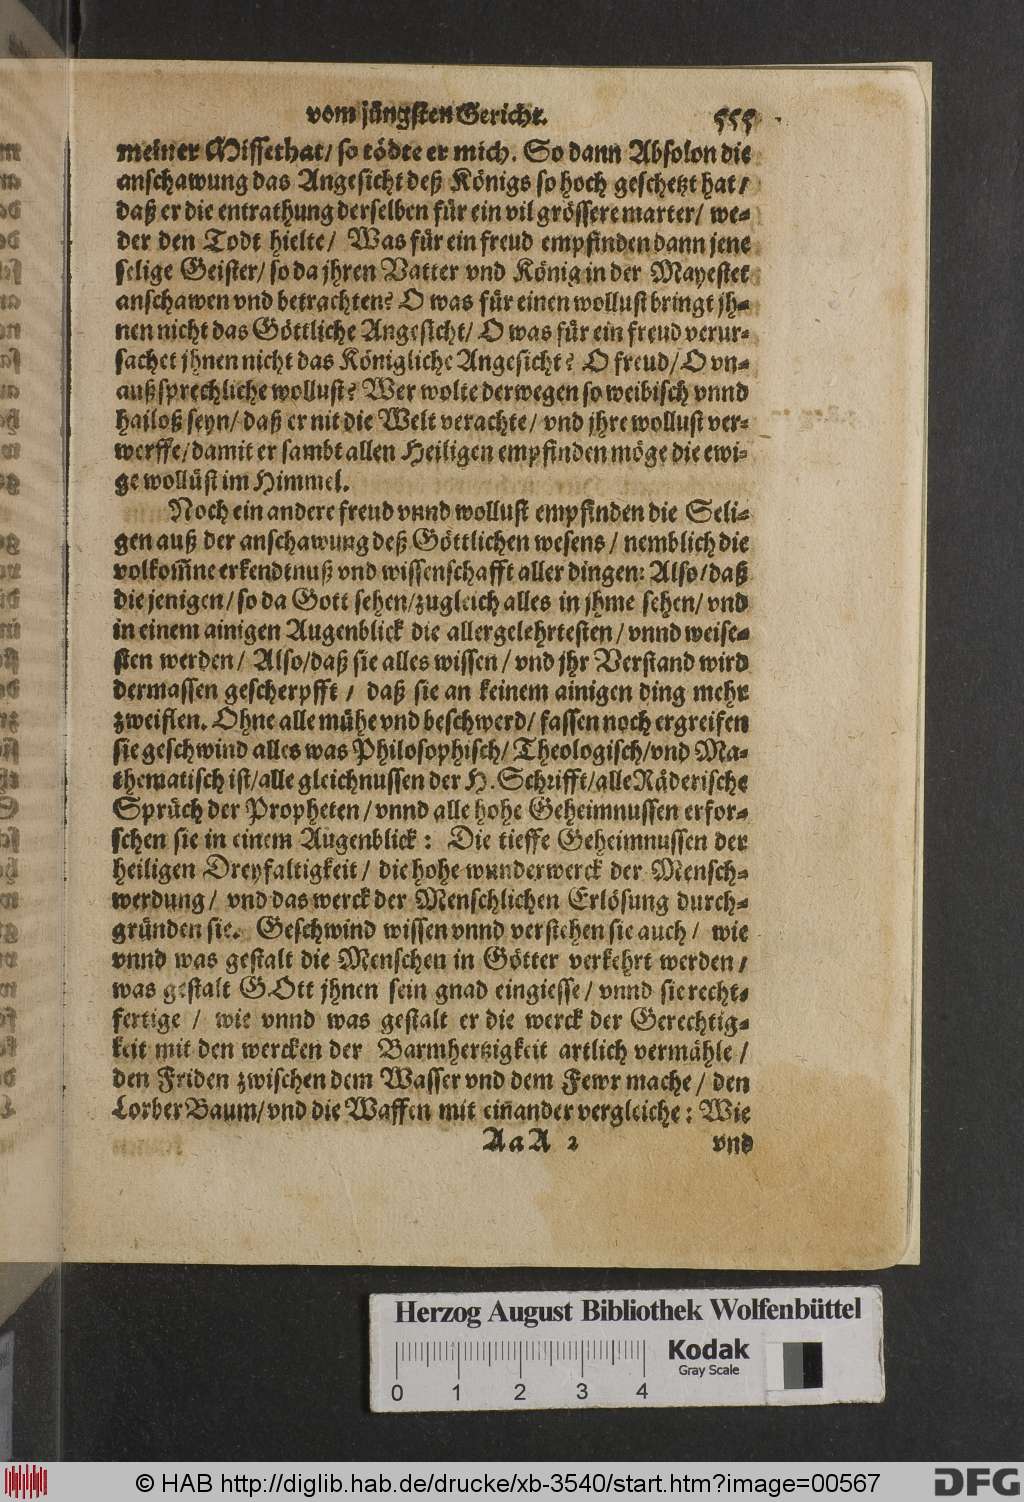 vom jüngsten Gericht. 555
meiner Missethat/ so tödte er mich. So dann Absolon die
anschawung das Angesicht deß Königs so hoch geschetzt hat/
daß er die entrathung derselben für ein vil grössere marter/ we-
der den Todt hielte/ Was für ein freud empfinden dann jene
selige Geister/ so da jhren Vatter vnd König in der Mayestet
anschawen vnd betrachten? O was für einen wollust bringt jh-
nen nicht das Göttliche Angesicht/ O was für ein freud verur-
sachet jhnen nicht das Königliche Angesicht? O freud/ O vn-
außsprechliche wollust? Wer wolte derwegen so weibisch vnnd
hailoß seyn/ daß er nit die Welt verachte/ vnd jhre wollust ver-
werffe/ damit er sambt allen Heiligen empfinden möge die ewi-
ge wollüst im Himmel.
Noch ein andere freud vnnd wollust empfinden die Seli-
gen auß der anschawung deß Göttlichen wesens/ nemblich die
volkom̃ne erkendtnuß vnd wissenschafft aller dingen: Also/ daß
die jenigen/ so da Gott sehen/ zugleich alles in jhme sehen/ vnd
in einem ainigen Augenblick die allergelehrtesten/ vnnd weise-
sten werden/ Also/ daß sie alles wissen/ vnd jhr Verstand wird
dermassen gescherpfft/ daß sie an keinem ainigen ding mehr
zweiflen. Ohne alle mühe vnd beschwerd/ fassen noch ergreifen
sie geschwind alles was Philosophisch/ Theologisch/ vnd Ma-
thematisch ist/ alle gleichnussen der H. Schrifft/ alle Räderische
Sprüch der Propheten/ vnnd alle hohe Geheimnussen erfor-
schen sie in einem Augenblick: Die tieffe Geheimnussen der
heiligen Dreyfaltigkeit/ die hohe wunderwerck der Mensch-
werdung/ vnd das werck der Menschlichen Erlösung durch-
gründen sie. Geschwind wissen vnnd verstehen sie auch/ wie
vnnd was gestalt die Menschen in Götter verkehrt werden/
was gestalt GOtt jhnen sein gnad eingiesse/ vnnd sie recht-
fertige/ wie vnnd was gestalt er die werck der Gerechtig-
keit mit den wercken der Barmhertzigkeit artlich vermähle/
den Friden zwischen dem Wasser vnd dem Fewr mache/ den
Lorber Baum/ vnd die Waffen mit ein̄ander vergleiche: Wie
AaA 2 vnd
Herzog August Bibliothek Wolfenbüttel
Kodak
Gray Scale
0 1 2 3 4
© HAB http://diglib.hab.de/drucke/xb-3540/start.htm?image=00567
DFG